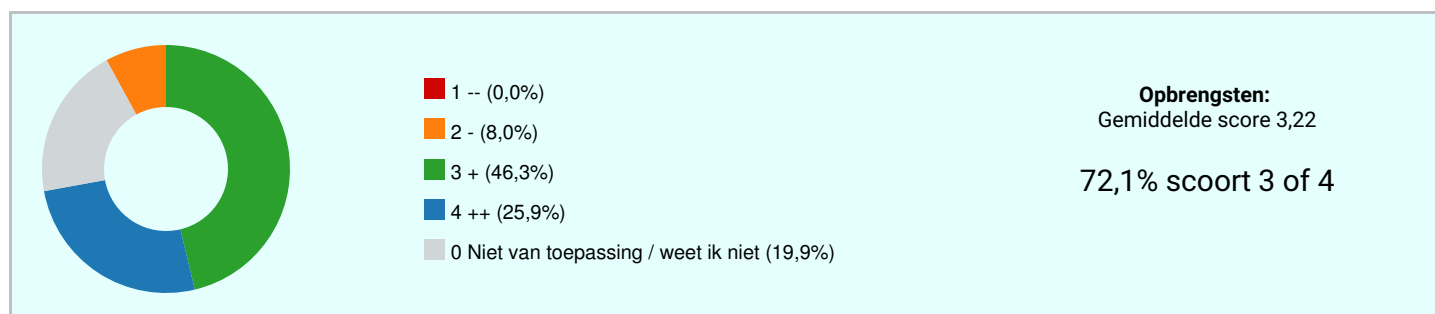 1 -- (0,0%)
2 - (8,0%)
3 + (46,3%)
4 ++ (25,9%)
0 Niet van toepassing / weet ik niet (19,9%)
Opbrengsten:
Gemiddelde score 3,22
72,1% scoort 3 of 4